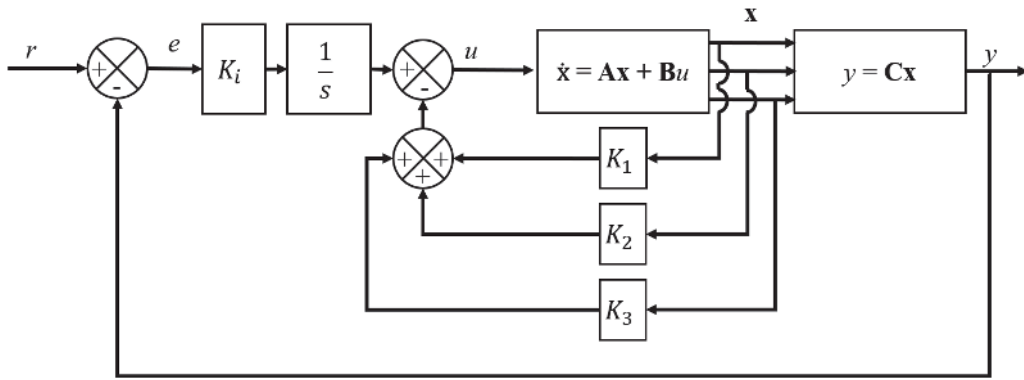 x
r
+
-
e
K_i
1
s
+
-
u
ẋ = Ax + Bu
y = Cx
y
+
+
+
K_1
K_2
K_3